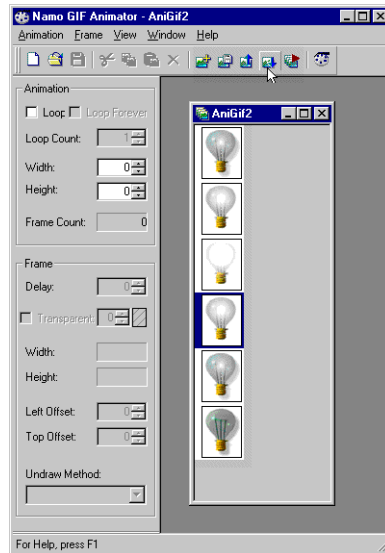 Namo GIF Animator - AniGif2
Animation Frame View Window Help
Animation
Loop Loop Forever
Loop Count: 1
Width: 0
Height: 0
Frame Count: 0
Frame
Delay: 0
Transparent: 0
Width:
Height:
Left Offset: 0
Top Offset: 0
Undraw Method:
AniGif2
For Help, press F1